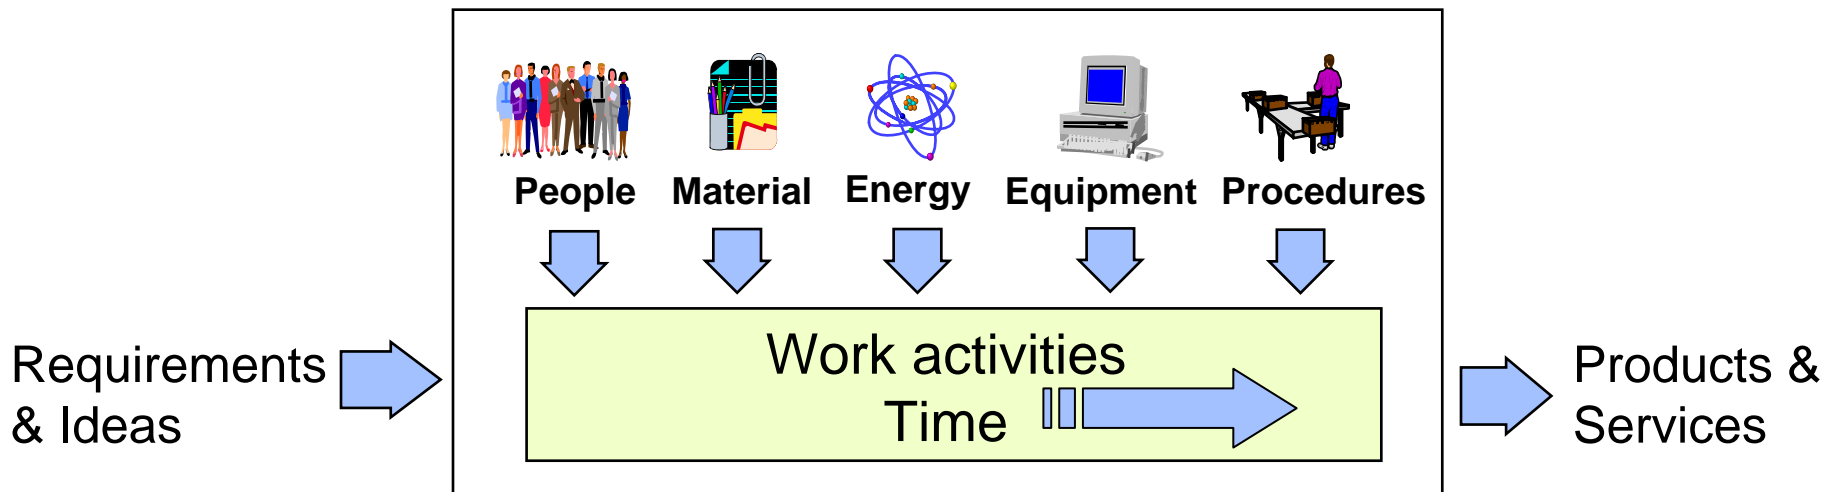 People
Material
Energy
Equipment
Procedures
Requirements
& Ideas
Work activities
Time
Products &
Services